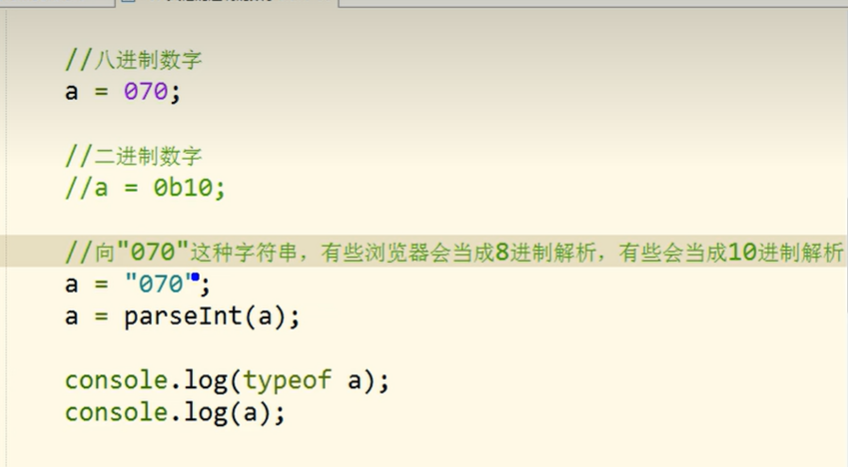 //八进制数字
a = 070;
//二进制数字
//a = 0b10;
//向"070"这种字符串，有些浏览器会当成8进制解析，有些会当成10进制解析
a = "070";
a = parseInt(a);
console.log(typeof a);
console.log(a);